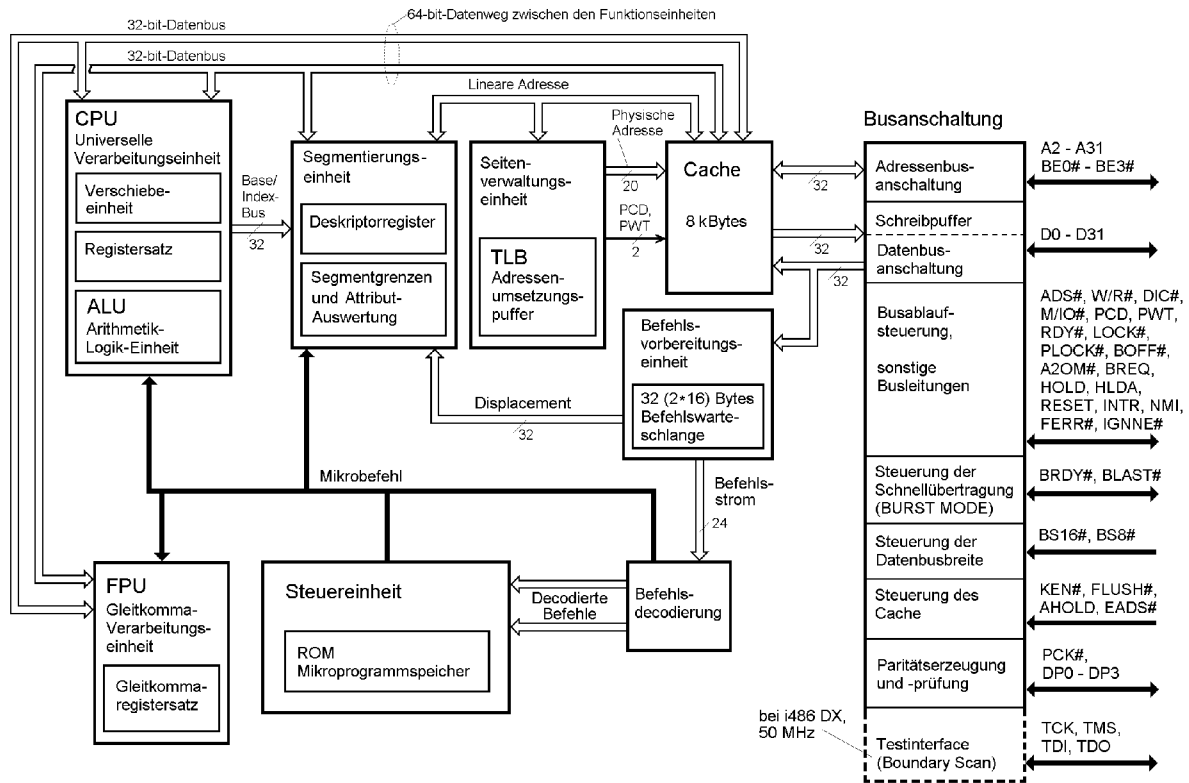 64-bit-Datenweg zwischen den Funktionseinheiten
32-bit-Datenbus
32-bit-Datenbus
Lineare Adresse
CPU
Universelle
Verarbeitungseinheit
Verschiebe-
einheit
Registersatz
ALU
Arithmetik-
Logik-Einheit
Base/
Index-
Bus
32
Segmentierungs-
einheit
Deskriptorregister
Segmentgrenzen
und Attribut-
Auswertung
Seiten-
verwaltungs-
einheit
TLB
Adressen-
umsetzungs-
puffer
Physische
Adresse
20
PCD,
PWT
2
Cache
8 kBytes
32
32
32
Befehls-
vorbereitungs-
einheit
32 (2*16) Bytes
Befehlswarte-
schlange
Displacement
32
Mikrobefehl
Befehls-
strom
24
FPU
Gleitkomma-
Verarbeitungs-
einheit
Gleitkomma-
registersatz
Steuereinheit
ROM
Mikroprogrammspeicher
Decodierte
Befehle
Befehls-
decodierung
Busanschaltung
Adressenbus-
anschaltung
A2 - A31
BE0# - BE3#
Schreibpuffer
Datenbus-
anschaltung
D0 - D31
Busablauf-
steuerung,
sonstige
Busleitungen
ADS#, W/R#, DIC#,
M/IO#, PCD, PWT,
RDY#, LOCK#,
PLOCK#, BOFF#,
A2OM#, BREQ,
HOLD, HLDA,
RESET, INTR, NMI,
FERR#, IGNNE#
Steuerung der
Schnellübertragung
(BURST MODE)
BRDY#, BLAST#
Steuerung der
Datenbusbreite
BS16#, BS8#
Steuerung des
Cache
KEN#, FLUSH#,
AHOLD, EADS#
Paritätserzeugung
und -prüfung
PCK#,
DP0 - DP3
bei i486 DX,
50 MHz
Testinterface
(Boundary Scan)
TCK, TMS,
TDI, TDO